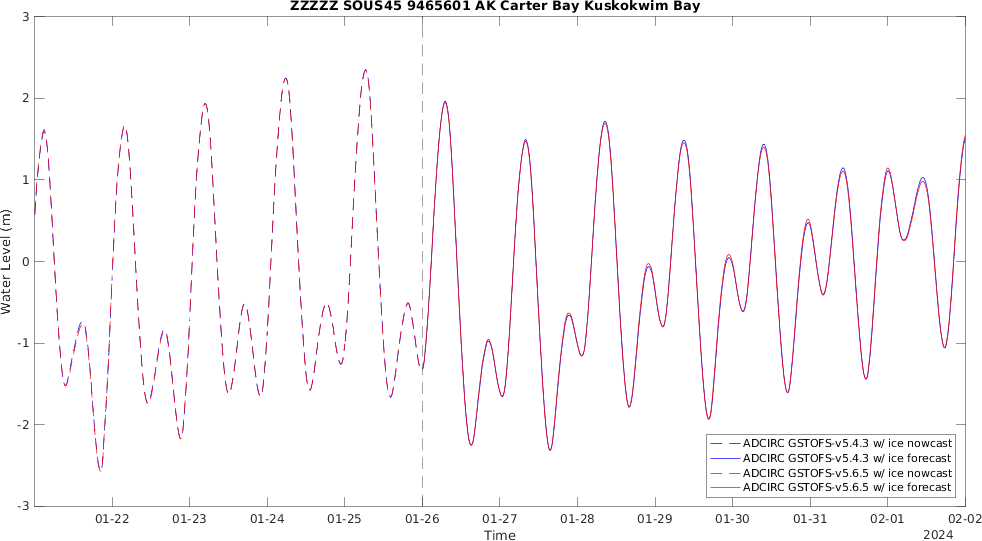 ZZZZZ SOUS45 9465601 AK Carter Bay Kuskokwim Bay
3
2
1
0
-1
-2
-3
Water Level (m)
ADCIRC GSTOFS-v5.4.3 w/ ice nowcast
ADCIRC GSTOFS-v5.4.3 w/ ice forecast
ADCIRC GSTOFS-v5.6.5 w/ ice nowcast
ADCIRC GSTOFS-v5.6.5 w/ ice forecast
01-22 01-23 01-24 01-25 01-26 01-27 01-28 01-29 01-30 01-31 02-01 02-02
Time
2024